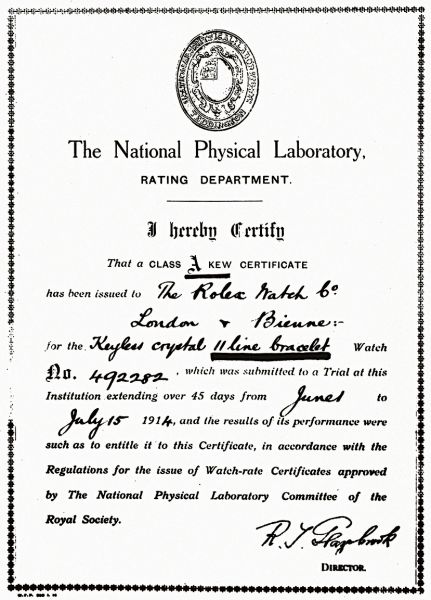 The National Physical Laboratory,
RATING DEPARTMENT.
I hereby Certify
That a CLASS A KEW CERTIFICATE
has been issued to The Rolex Watch Co
London & Bienne:-
for the Keyless crystal 11 line bracelet Watch
No. 492282, which was submitted to a Trial at this
Institution extending over 45 days from June 1 to
July 15 1914, and the results of its performance were
such as to entitle it to this Certificate, in accordance with the
Regulations for the issue of Watch-rate Certificates approved
by The National Physical Laboratory Committee of the
Royal Society.
R. T. Glazebrook
DIRECTOR.